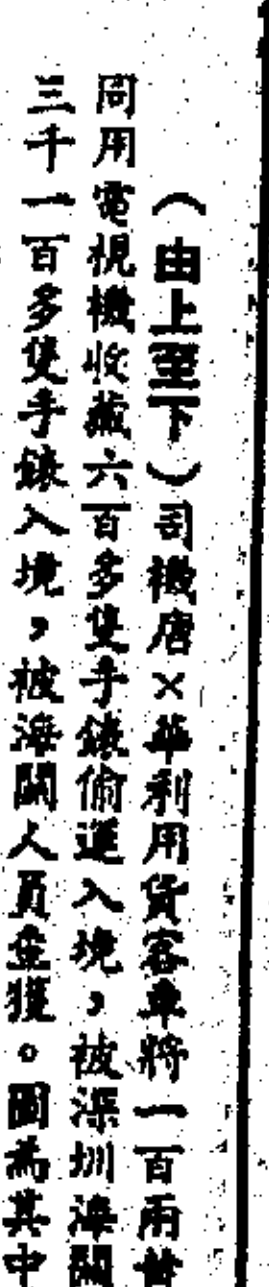 （由上至下）司機唐×華利用貨客車將一百兩廿
同用電視機收藏六百多隻手錶偷運入境，被深圳海關
三千一百多隻手錶入境，被海關人員查獲。圖為其中